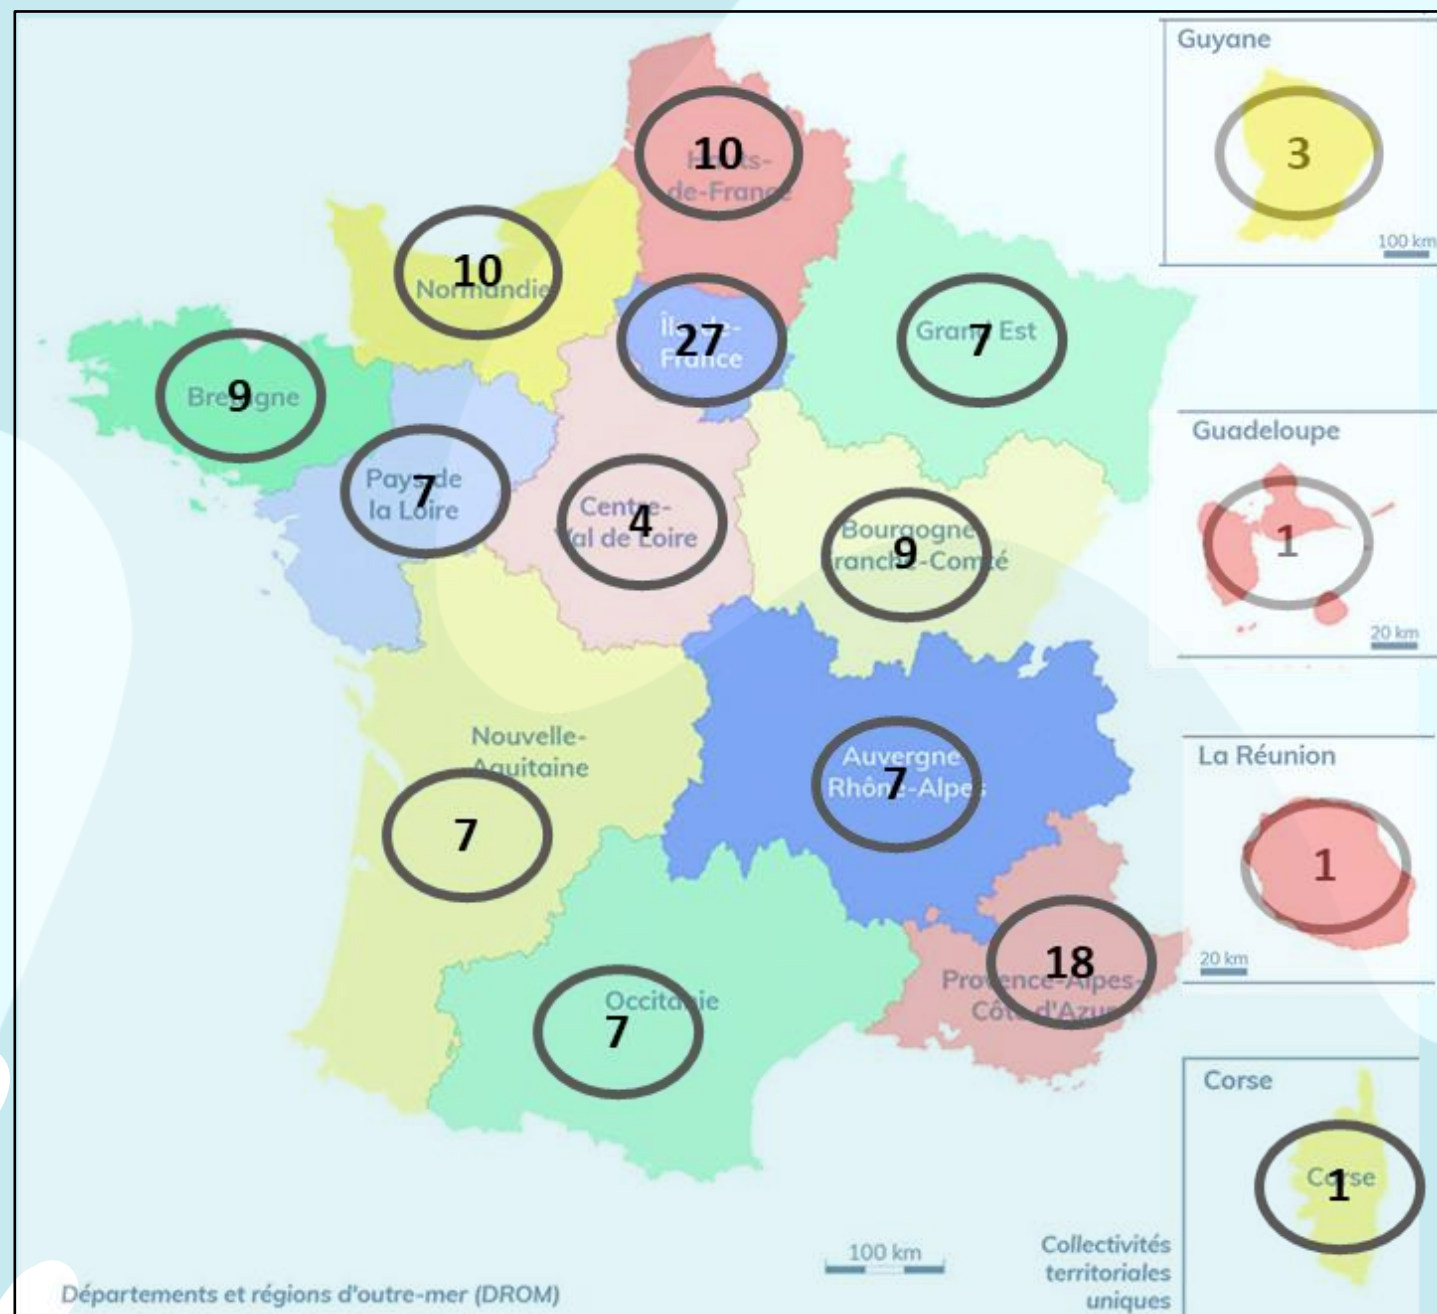 Guyane
3
100 km
10
Hauts-
de-France
10
Normandie
27
Île-de-
France
7
Grand Est
9
Bretagne
Guadeloupe
1
20 km
7
Pays de
la Loire
4
Centre-
Val de Loire
9
Bourgogne
Franche-Comté
Nouvelle-
Aquitaine
7
Auvergne
Rhône-Alpes
7
La Réunion
1
20 km
18
Provence-Alpes-
Côte d'Azur
Occitanie
7
Corse
Corse
1
100 km
Collectivités
territoriales
uniques
Départements et régions d'outre-mer (DROM)